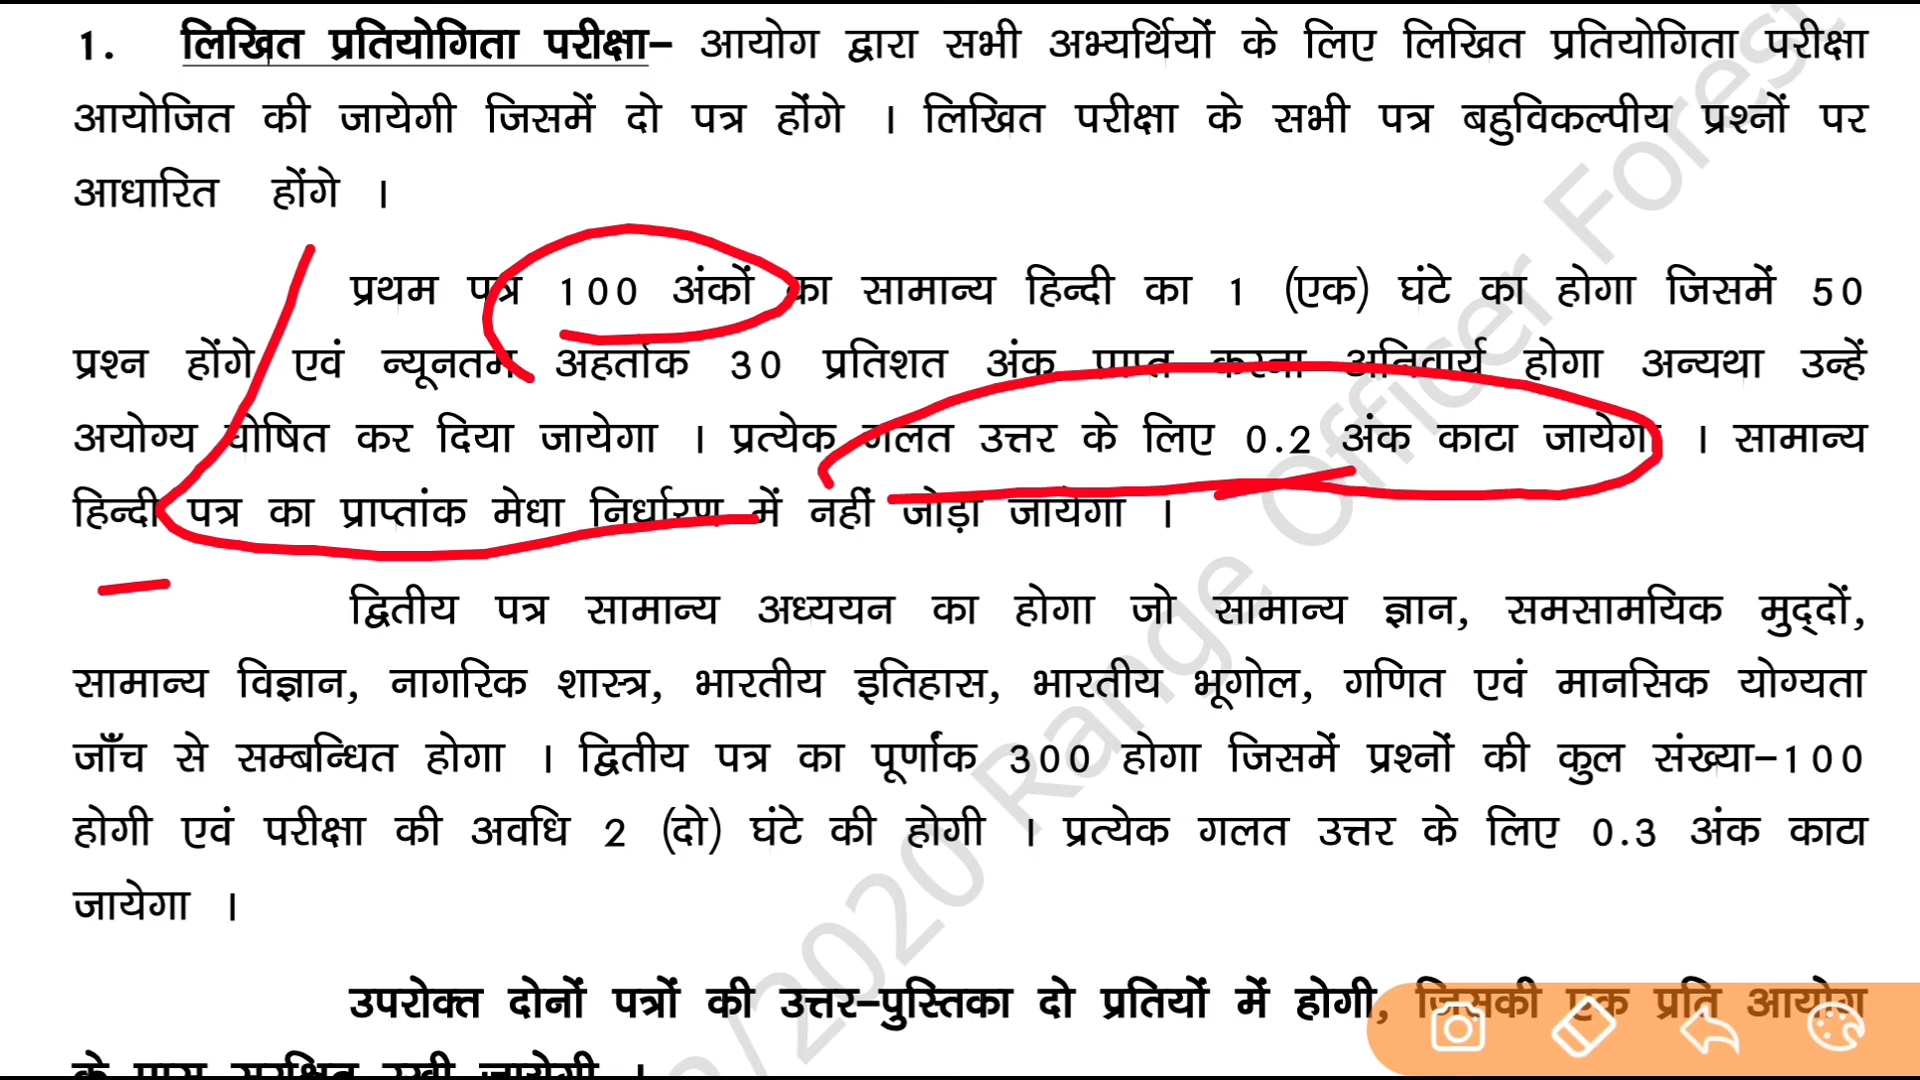 1. लिखित प्रतियोगिता परीक्षा– आयोग द्वारा सभी अभ्यर्थियों के लिए लिखित प्रतियोगिता परीक्षा
आयोजित की जायेगी जिसमें दो पत्र होंगे । लिखित परीक्षा के सभी पत्र बहुविकल्पीय प्रश्नों पर
आधारित होंगे ।
प्रथम पत्र 100 अंकों का सामान्य हिन्दी का 1 (एक) घंटे का होगा जिसमें 50
प्रश्न होंगे एवं न्यूनतम अहर्तांक 30 प्रतिशत अंक प्राप्त करना अनिवार्य होगा अन्यथा उन्हें
अयोग्य घोषित कर दिया जायेगा । प्रत्येक गलत उत्तर के लिए 0.2 अंक काटा जायेगा । सामान्य
हिन्दी पत्र का प्राप्तांक मेधा निर्धारण में नहीं जोड़ा जायेगा ।
द्वितीय पत्र सामान्य अध्ययन का होगा जो सामान्य ज्ञान, समसामयिक मुद्दों,
सामान्य विज्ञान, नागरिक शास्त्र, भारतीय इतिहास, भारतीय भूगोल, गणित एवं मानसिक योग्यता
जाँच से सम्बन्धित होगा । द्वितीय पत्र का पूर्णांक 300 होगा जिसमें प्रश्नों की कुल संख्या–100
होगी एवं परीक्षा की अवधि 2 (दो) घंटे की होगी । प्रत्येक गलत उत्तर के लिए 0.3 अंक काटा
जायेगा ।
उपरोक्त दोनों पत्रों की उत्तर–पुस्तिका दो प्रतियों में होगी, जिसकी एक प्रति आयोग
के पास सुरक्षित रखी जायेगी ।
/2020 Range Officer Forest